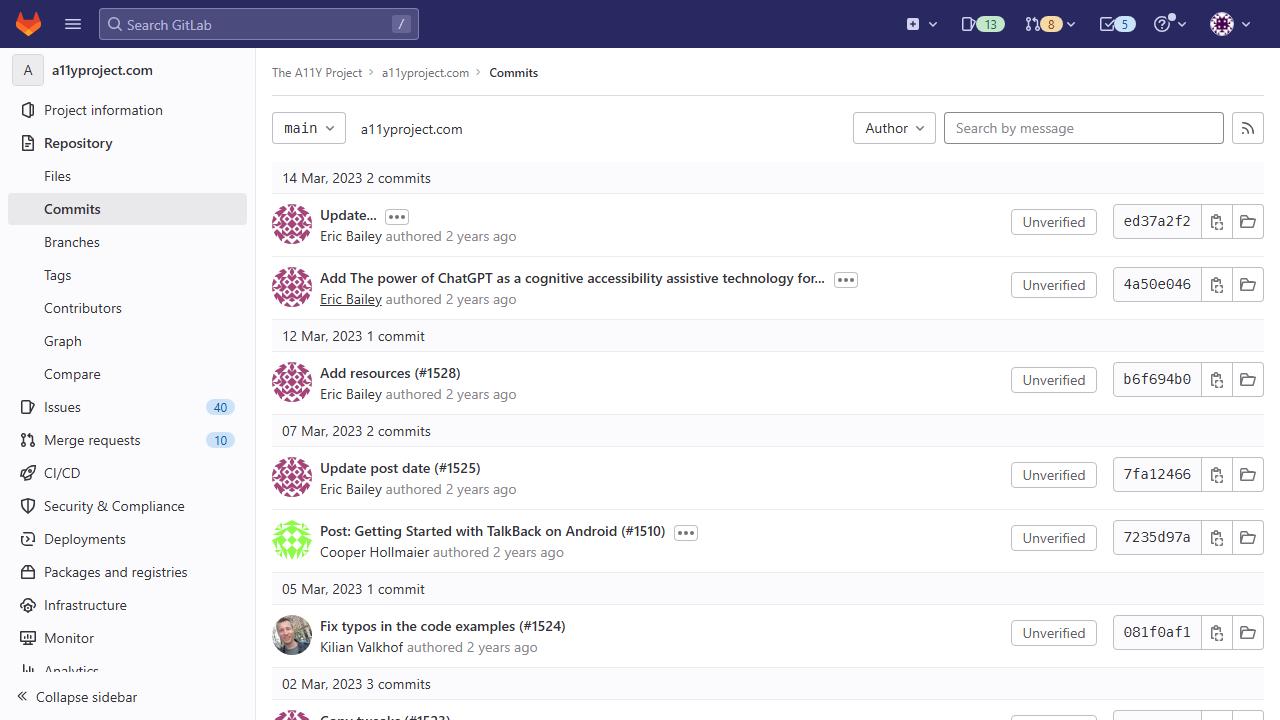 Search GitLab
/
13
8
5
A
a11yproject.com
Project information
Repository
Files
Commits
Branches
Tags
Contributors
Graph
Compare
Issues
40
Merge requests
10
CI/CD
Security & Compliance
Deployments
Packages and registries
Infrastructure
Monitor
Analytics
Collapse sidebar
The A11Y Project
a11yproject.com
Commits
main
a11yproject.com
Author
Search by message
14 Mar, 2023 2 commits
Update...
Eric Bailey authored 2 years ago
Unverified
ed37a2f2
Add The power of ChatGPT as a cognitive accessibility assistive technology for...
Eric Bailey authored 2 years ago
Unverified
4a50e046
12 Mar, 2023 1 commit
Add resources (#1528)
Eric Bailey authored 2 years ago
Unverified
b6f694b0
07 Mar, 2023 2 commits
Update post date (#1525)
Eric Bailey authored 2 years ago
Unverified
7fa12466
Post: Getting Started with TalkBack on Android (#1510)
Cooper Hollmaier authored 2 years ago
Unverified
7235d97a
05 Mar, 2023 1 commit
Fix typos in the code examples (#1524)
Kilian Valkhof authored 2 years ago
Unverified
081f0af1
02 Mar, 2023 3 commits
Copy tweaks (#1523)